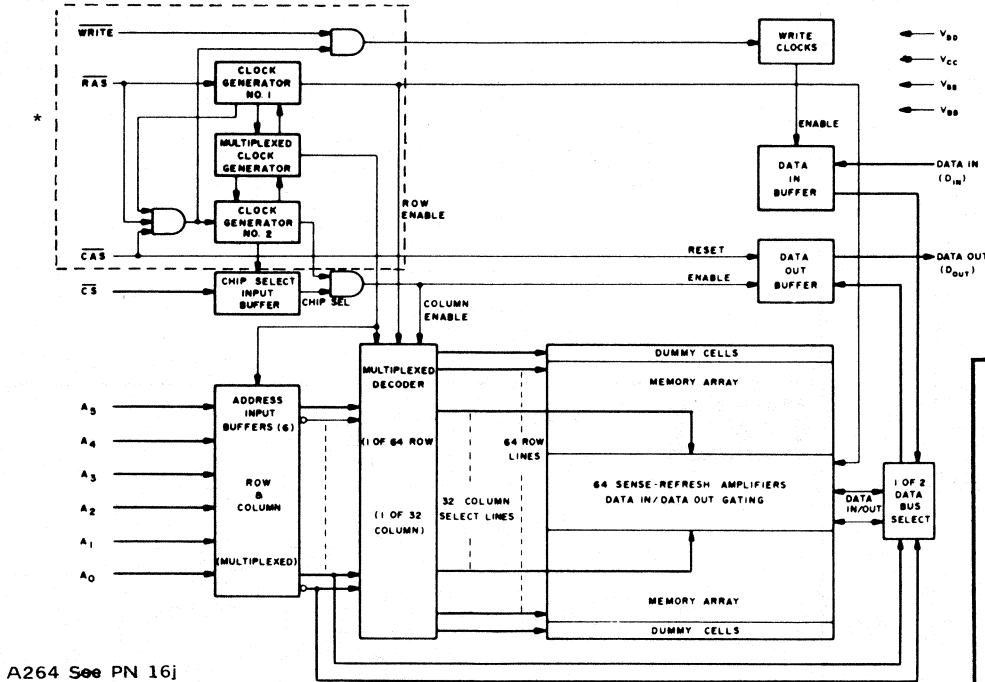 WRITE
WRITE CLOCKS
V_BD
V_CC
V_BB
V_BB
RAS
CLOCK GENERATOR NO. 1
*
MULTIPLEXED CLOCK GENERATOR
ENABLE
DATA IN BUFFER
DATA IN (D_IN)
CLOCK GENERATOR NO. 2
ROW ENABLE
CAS
RESET
DATA OUT BUFFER
DATA OUT (D_OUT)
CS
CHIP SELECT INPUT BUFFER
CHIP SEL
ENABLE
COLUMN ENABLE
A5
A4
A3
A2
A1
A0
ADDRESS INPUT BUFFERS (6)
ROW & COLUMN
(MULTIPLEXED)
MULTIPLEXED DECODER
(1 OF 64 ROW
(1 OF 32 COLUMN)
64 ROW LINES
32 COLUMN SELECT LINES
DUMMY CELLS
MEMORY ARRAY
64 SENSE-REFRESH AMPLIFIERS
DATA IN/DATA OUT GATING
MEMORY ARRAY
DUMMY CELLS
DATA IN/OUT
1 OF 2 DATA BUS SELECT
A264 See PN 16j